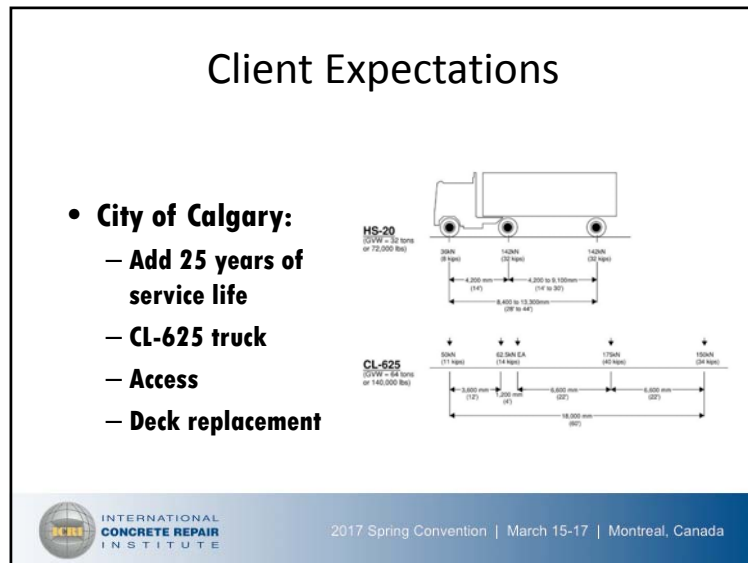 Client Expectations
• City of Calgary:
– Add 25 years of
service life
– CL-625 truck
– Access
– Deck replacement
HS-20
(GVW = 32 tons
or 72,000 lbs)
36kN 142kN 142kN
(8 kips) (32 kips) (32 kips)
4,200 mm 4,200 to 9,100mm
(14') (14' to 30')
8,400 to 13,300mm
(28' to 44')
50kN 62.5kN EA 175kN 150kN
(11 kips) (14 kips) (40 kips) (34 kips)
CL-625
(GVW = 64 tons
or 140,000 lbs)
3,600 mm 1,200 mm 6,600 mm 6,600 mm
(12') (4') (22') (22')
18,000 mm
(60')
ICRI
INTERNATIONAL
CONCRETE REPAIR
INSTITUTE
2017 Spring Convention | March 15-17 | Montreal, Canada